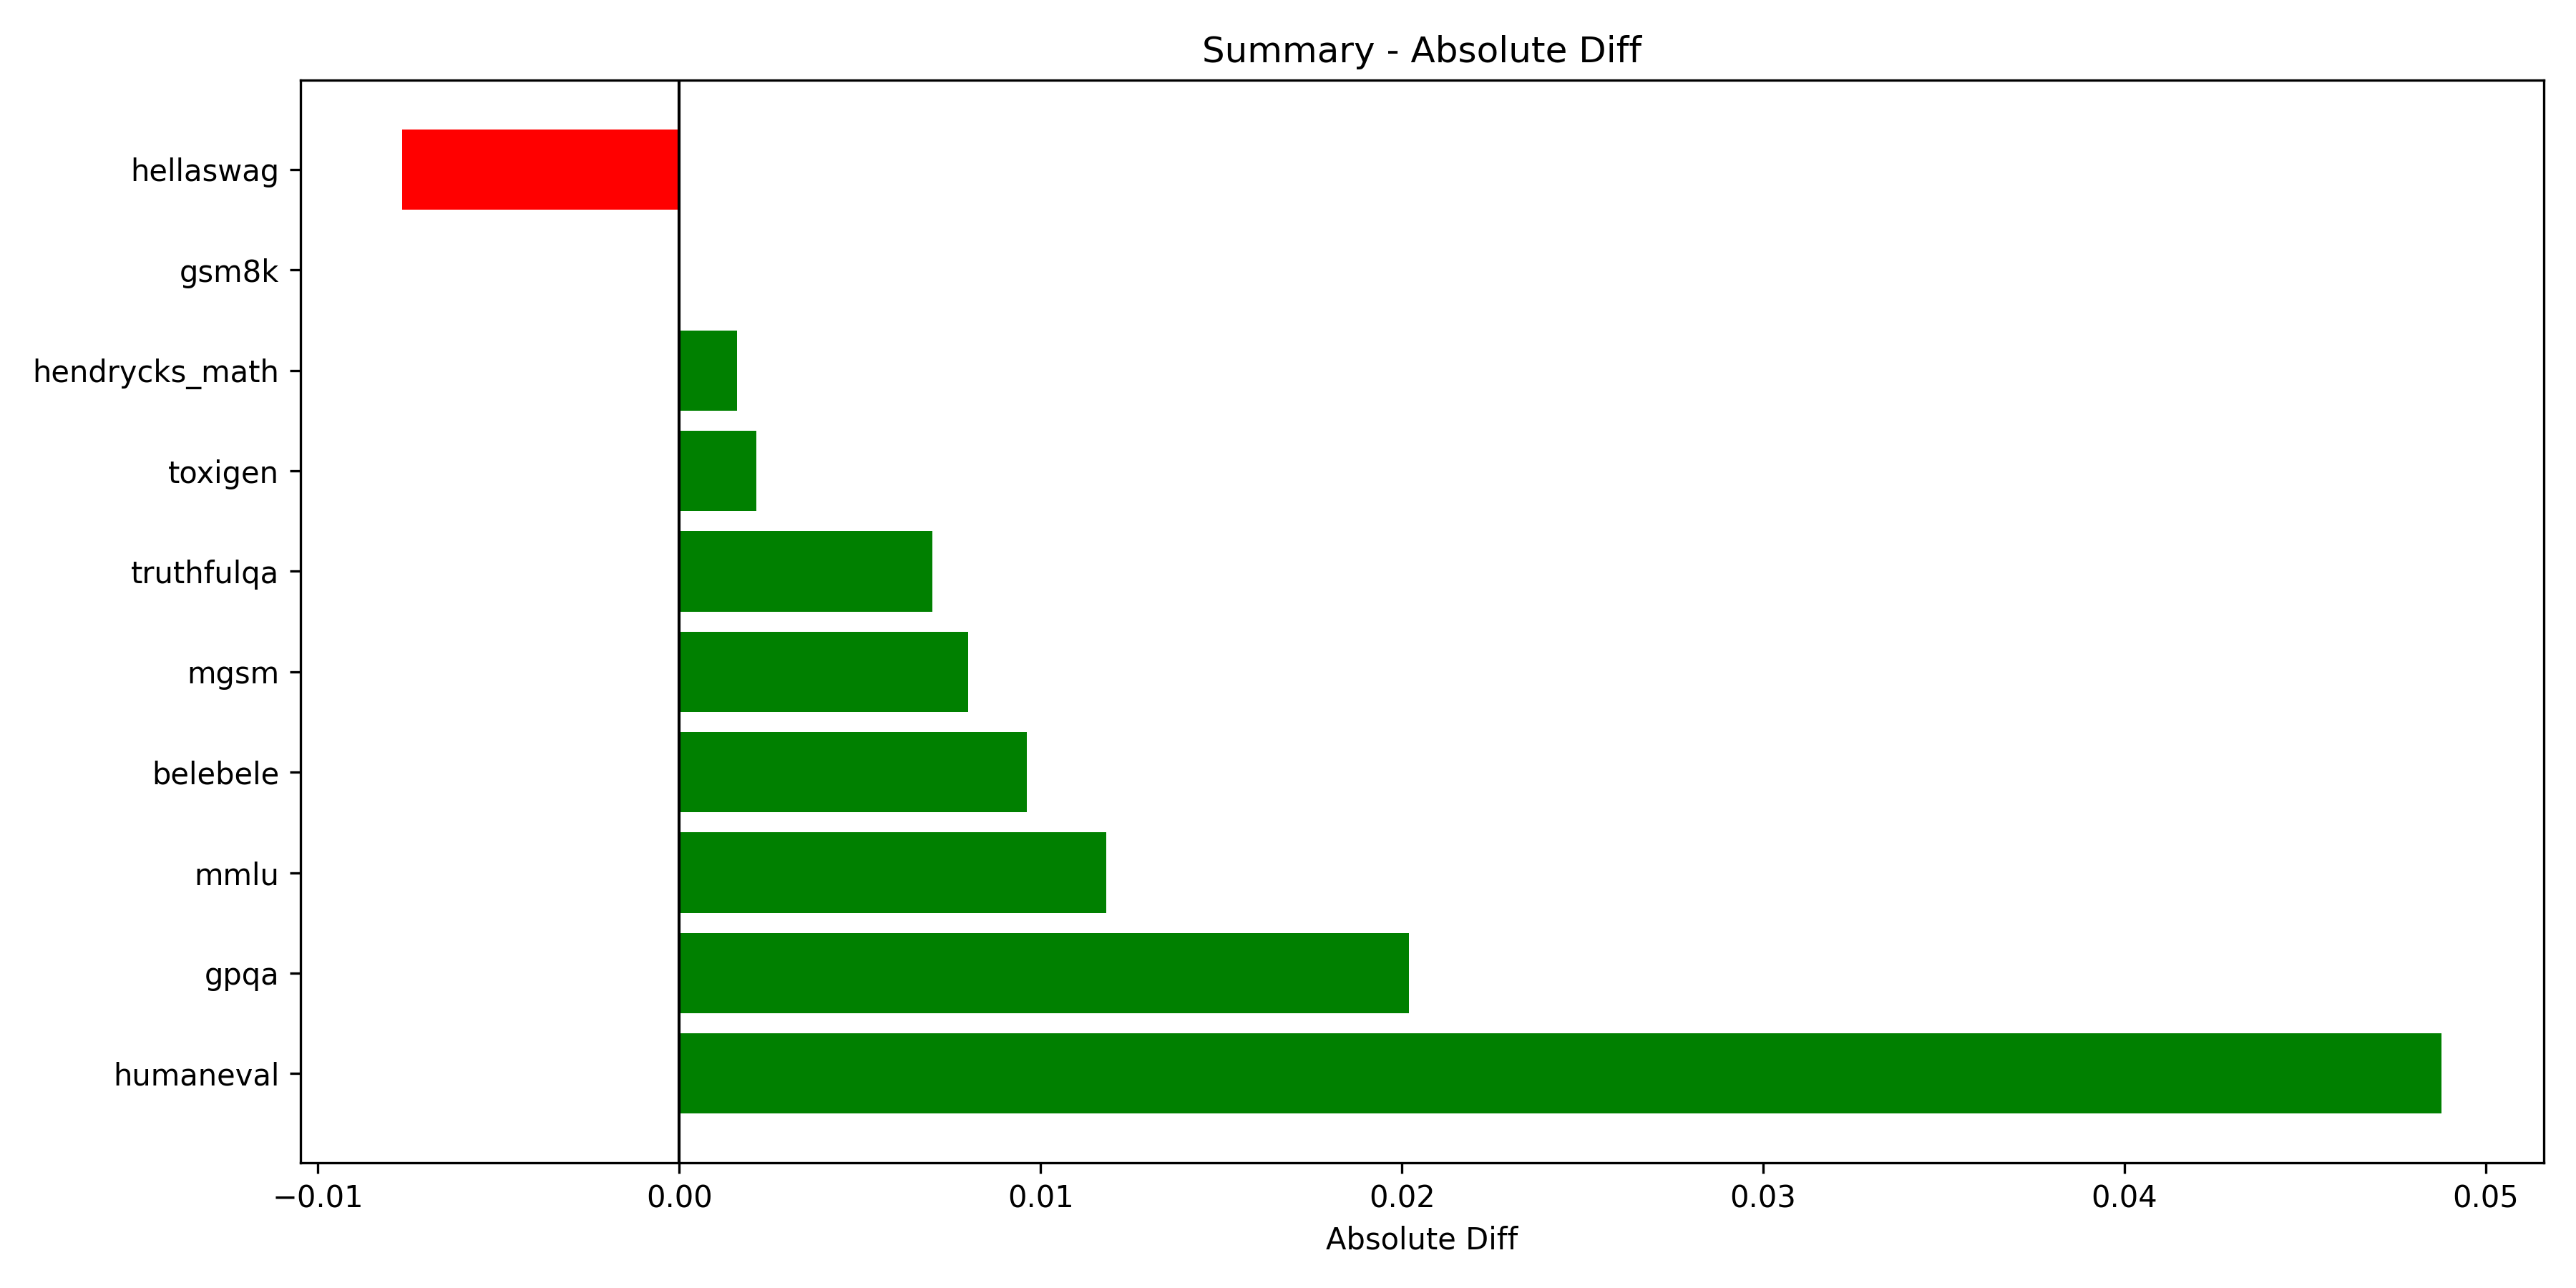 Summary - Absolute Diff
hellaswag
gsm8k
hendrycks_math
toxigen
truthfulqa
mgsm
belebele
mmlu
gpqa
humaneval
−0.01 0.00 0.01 0.02 0.03 0.04 0.05
Absolute Diff